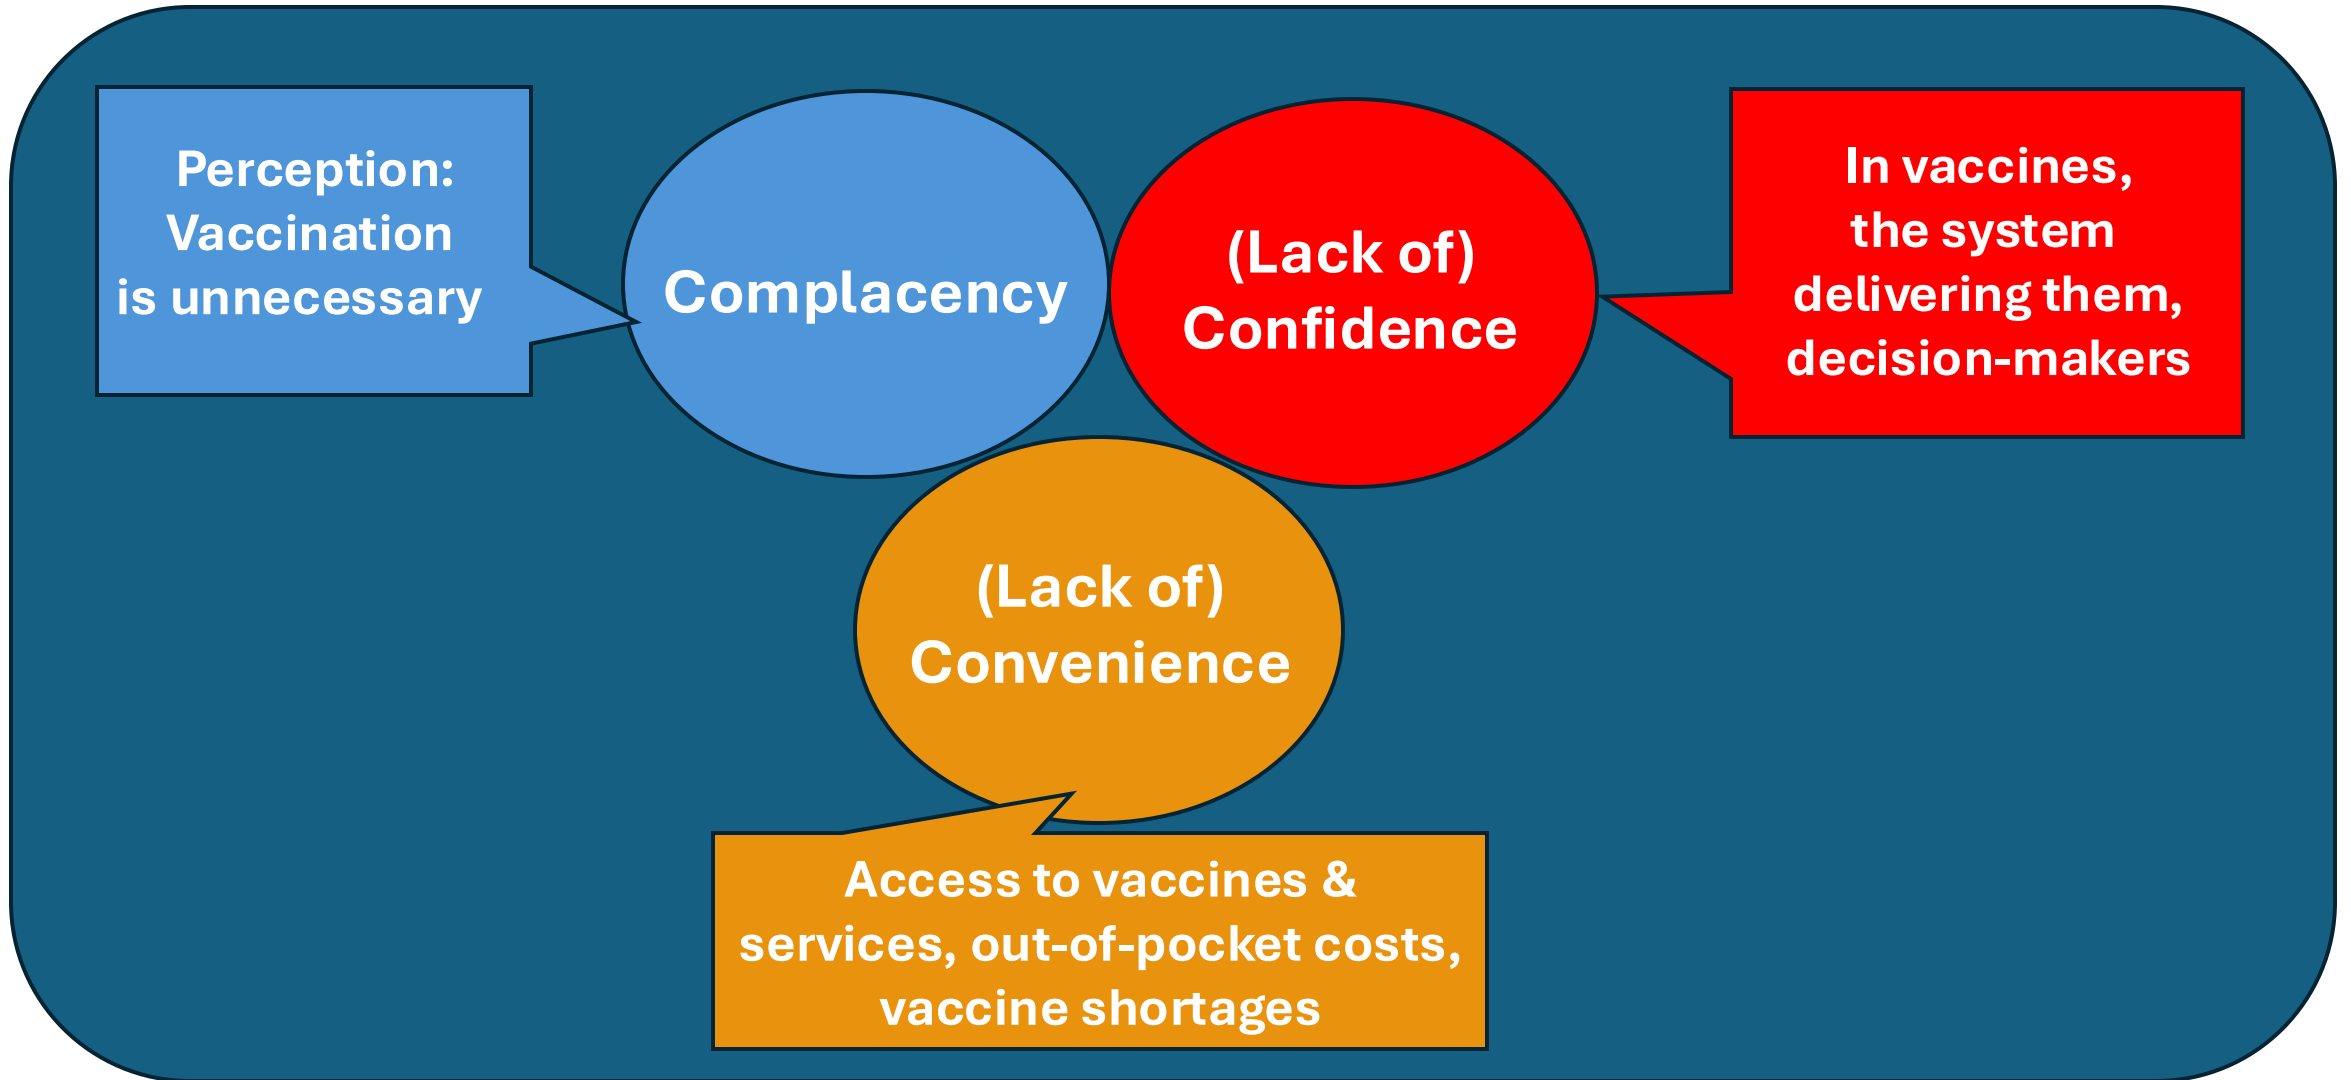 Perception:
Vaccination
is unnecessary
Complacency
(Lack of)
Confidence
In vaccines,
the system
delivering them,
decision-makers
(Lack of)
Convenience
Access to vaccines &
services, out-of-pocket costs,
vaccine shortages